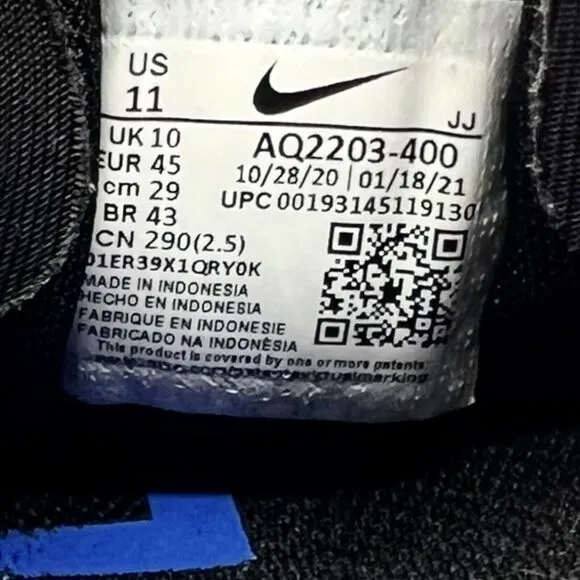 US
11
JJ
UK 10
EUR 45
cm 29
BR 43
CN 290(2.5)
AQ2203-400
10/28/20 | 01/18/21
UPC 00193145119130
01ER39X1QRY0K
MADE IN INDONESIA
HECHO EN INDONESIA
FABRIQUE EN INDONESIE
FABRICADO NA INDONÉSIA
This product is covered by one or more patents